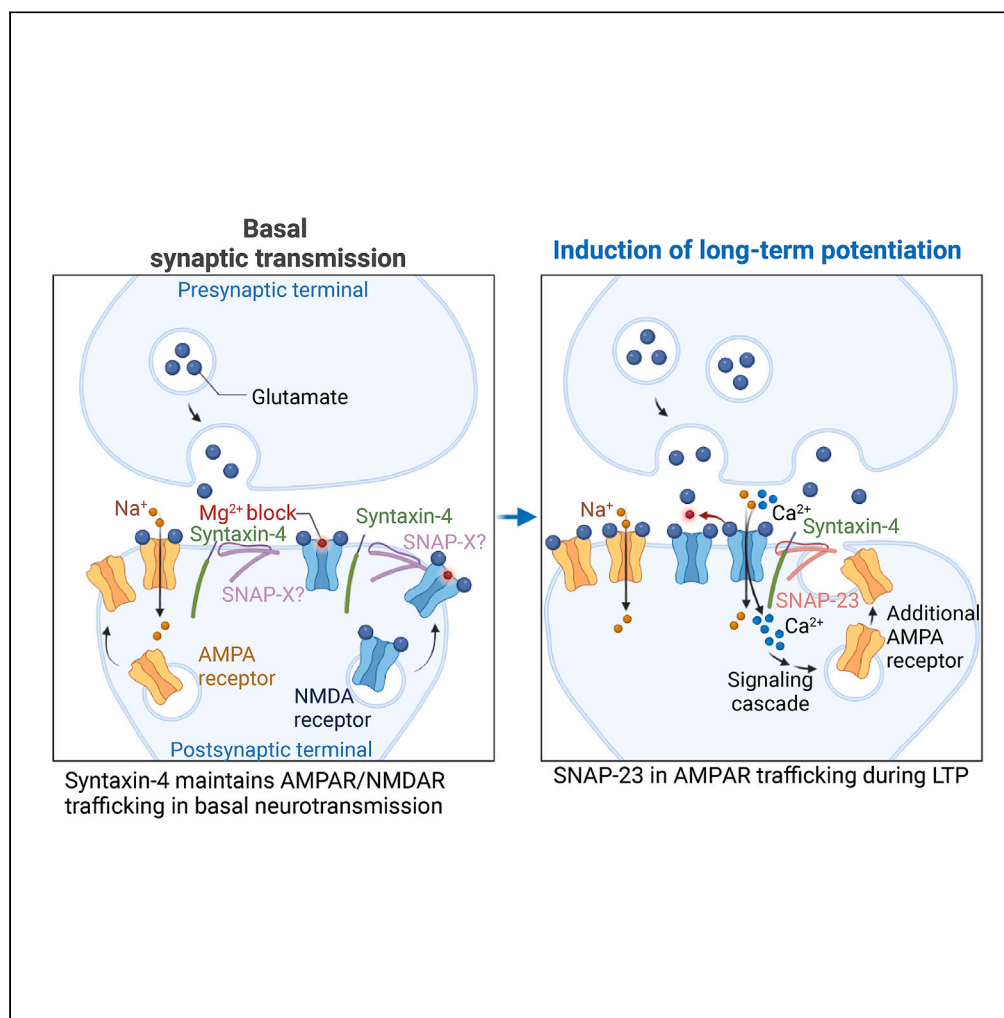 Basal
synaptic transmission
Presynaptic terminal
Glutamate
Na⁺
Mg²⁺ block
Syntaxin-4
Syntaxin-4
SNAP-X?
SNAP-X?
AMPA
receptor
NMDA
receptor
Postsynaptic terminal
Syntaxin-4 maintains AMPAR/NMDAR
trafficking in basal neurotransmission
Induction of long-term potentiation
Na⁺
Ca²⁺
Syntaxin-4
SNAP-23
Ca²⁺
Additional
AMPA
receptor
Signaling
cascade
SNAP-23 in AMPAR trafficking during LTP